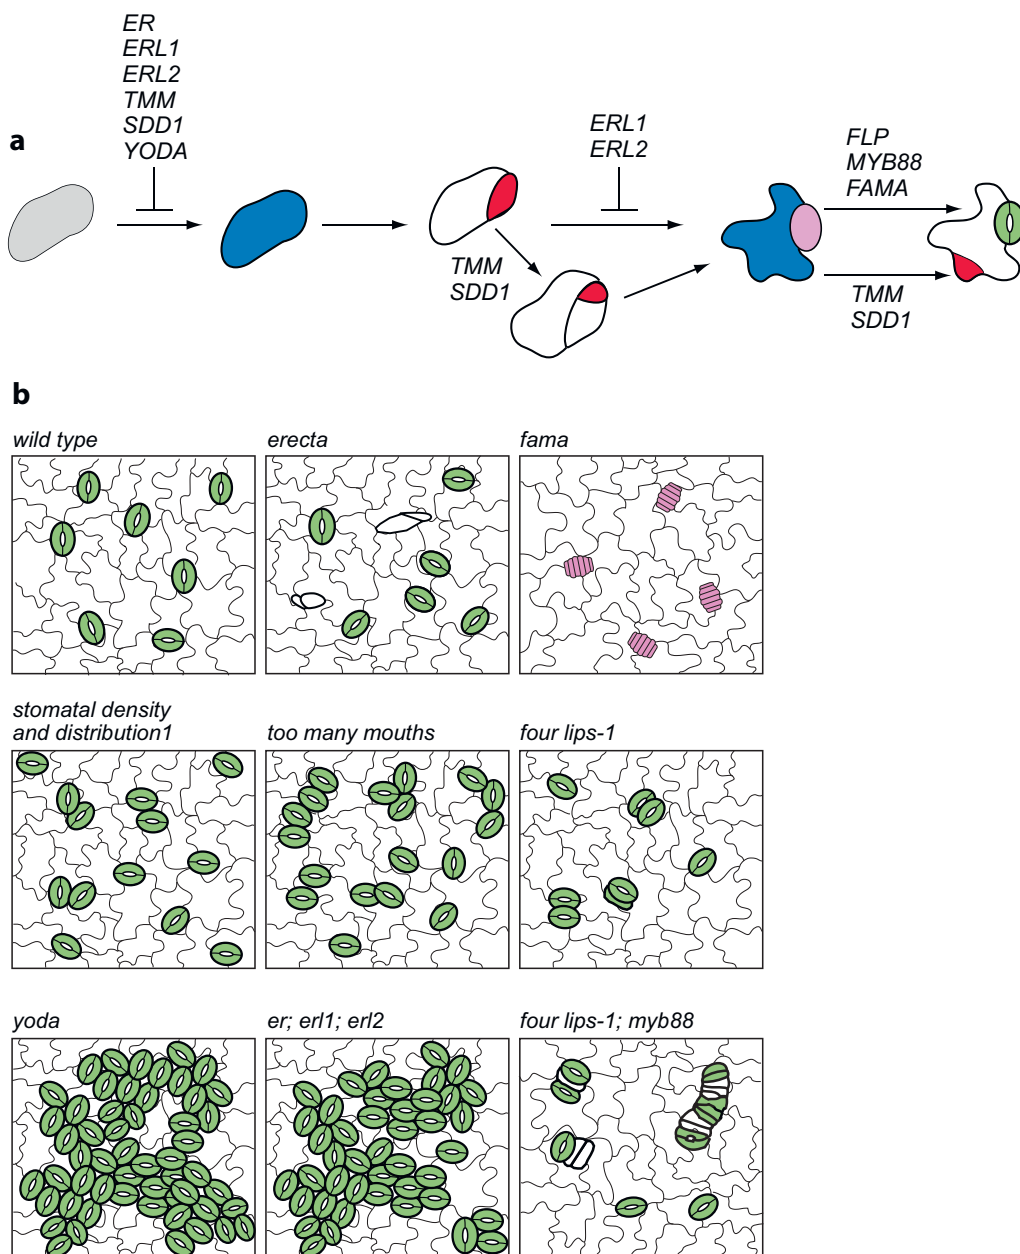 a
ER
ERL1
ERL2
TMM
SDD1
YODA
TMM
SDD1
ERL1
ERL2
FLP
MYB88
FAMA
TMM
SDD1
b
wild type
erecta
fama
stomatal density
and distribution1
too many mouths
four lips-1
yoda
er; erl1; erl2
four lips-1; myb88